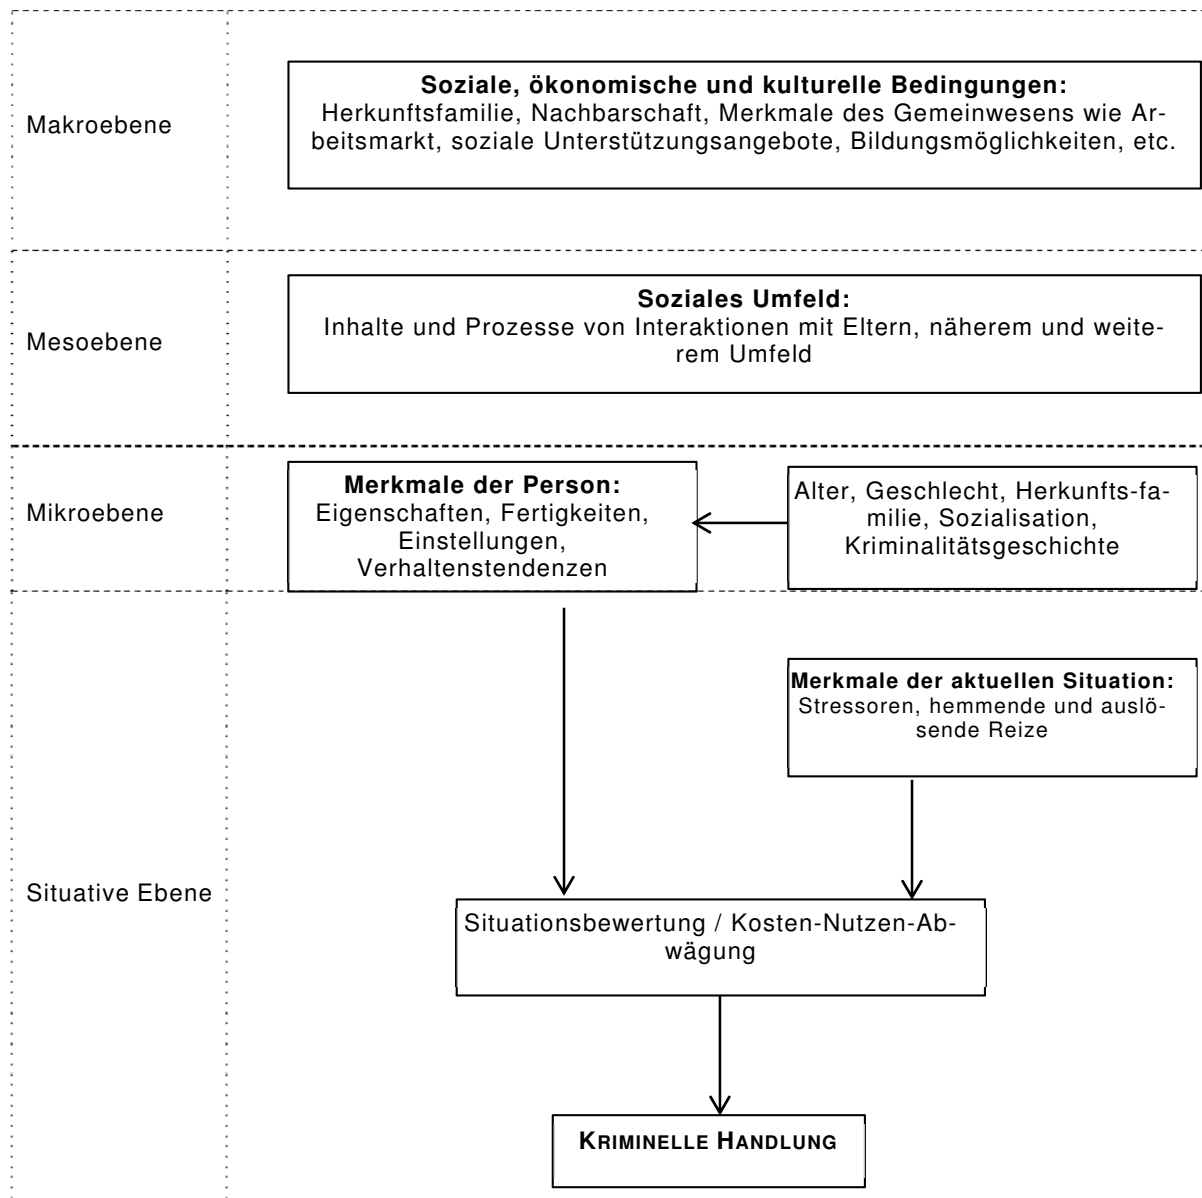 Makroebene
Soziale, ökonomische und kulturelle Bedingungen:
Herkunftsfamilie, Nachbarschaft, Merkmale des Gemeinwesens wie Ar-
beitsmarkt, soziale Unterstützungsangebote, Bildungsmöglichkeiten, etc.
Mesoebene
Soziales Umfeld:
Inhalte und Prozesse von Interaktionen mit Eltern, näherem und weite-
rem Umfeld
Mikroebene
Merkmale der Person:
Eigenschaften, Fertigkeiten,
Einstellungen,
Verhaltenstendenzen
Alter, Geschlecht, Herkunfts-fa-
milie, Sozialisation,
Kriminalitätsgeschichte
Situative Ebene
Merkmale der aktuellen Situation:
Stressoren, hemmende und auslö-
sende Reize
Situationsbewertung / Kosten-Nutzen-Ab-
wägung
KRIMINELLE HANDLUNG